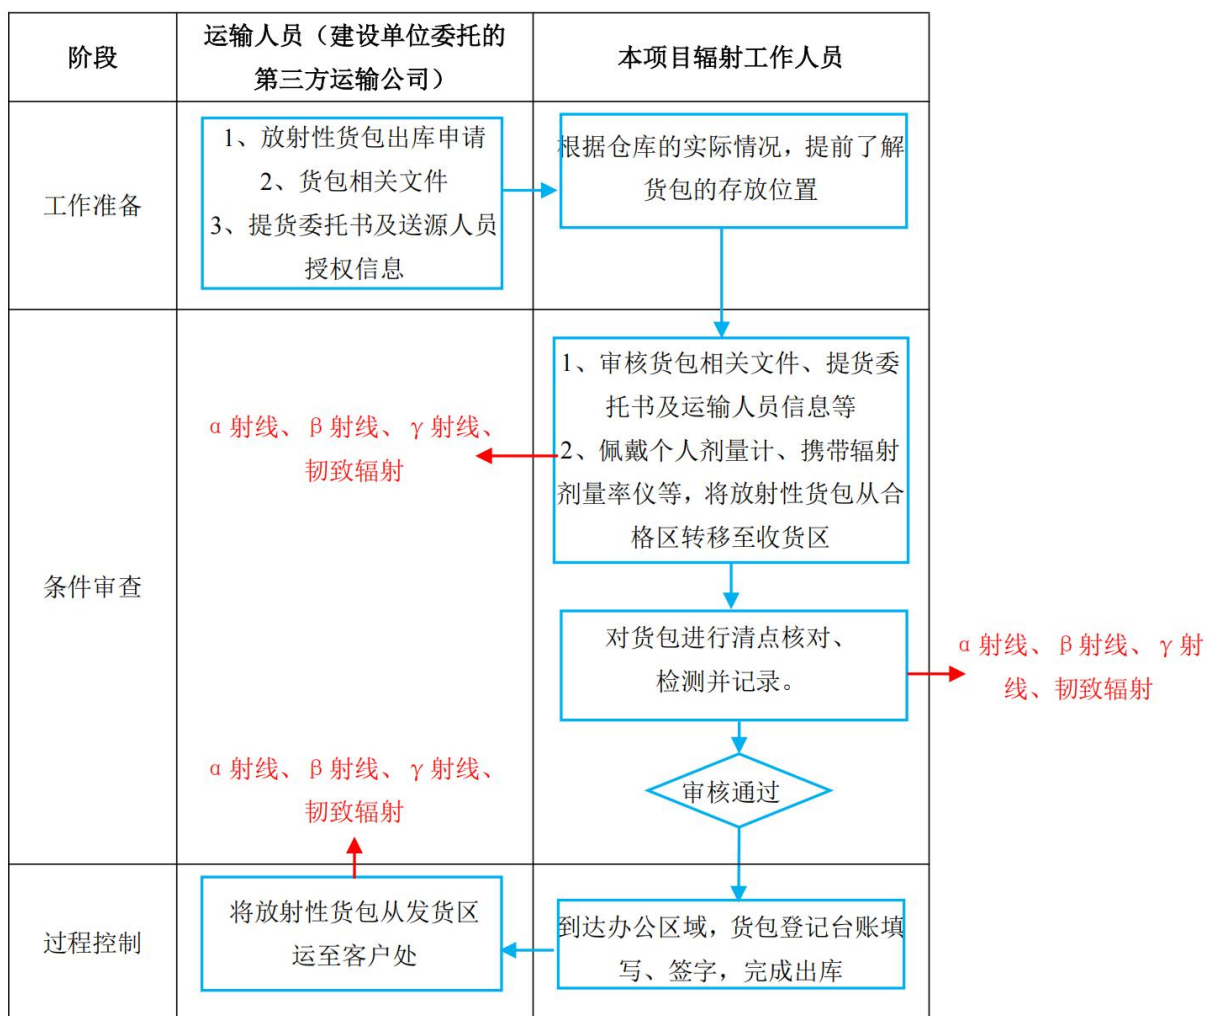 阶段
运输人员（建设单位委托的
第三方运输公司）
本项目辐射工作人员
工作准备
1、放射性货包出库申请
2、货包相关文件
3、提货委托书及送源人员
授权信息
根据仓库的实际情况，提前了解
货包的存放位置
条件审查
α射线、β射线、γ射线、
韧致辐射
1、审核货包相关文件、提货委
托书及运输人员信息等
2、佩戴个人剂量计、携带辐射
剂量率仪等，将放射性货包从合
格区转移至收货区
对货包进行清点核对、
检测并记录。
α射线、β射线、γ射
线、韧致辐射
审核通过
α射线、β射线、γ射线、
韧致辐射
过程控制
将放射性货包从发货区
运至客户处
到达办公区域，货包登记台账填
写、签字，完成出库